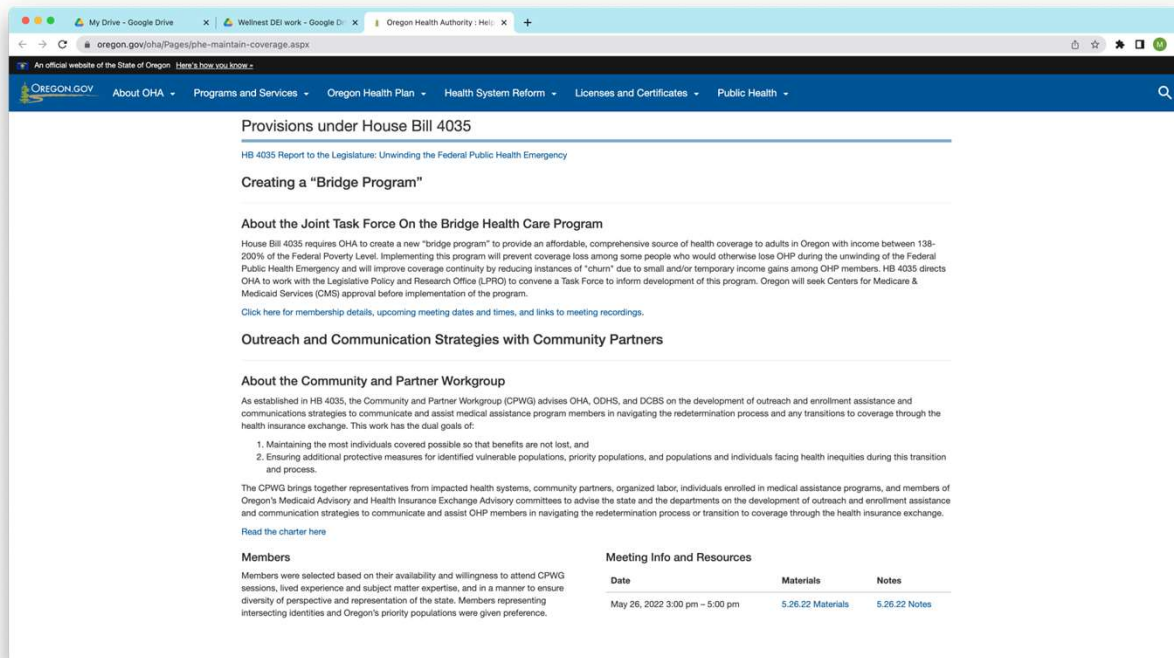 My Drive - Google Drive
Wellnest DEI work - Google Dr
Oregon Health Authority : Help
oregon.gov/oha/Pages/phe-maintain-coverage.aspx
M
An official website of the State of Oregon Here's how you know
OREGON.GOV
About OHA Programs and Services Oregon Health Plan Health System Reform Licenses and Certificates Public Health
Provisions under House Bill 4035
HB 4035 Report to the Legislature: Unwinding the Federal Public Health Emergency
Creating a “Bridge Program”
About the Joint Task Force On the Bridge Health Care Program
House Bill 4035 requires OHA to create a new “bridge program” to provide an affordable, comprehensive source of health coverage to adults in Oregon with income between 138-
200% of the Federal Poverty Level. Implementing this program will prevent coverage loss among some people who would otherwise lose OHP during the unwinding of the Federal
Public Health Emergency and will improve coverage continuity by reducing instances of "churn" due to small and/or temporary income gains among OHP members. HB 4035 directs
OHA to work with the Legislative Policy and Research Office (LPRO) to convene a Task Force to inform development of this program. Oregon will seek Centers for Medicare &
Medicaid Services (CMS) approval before implementation of the program.
Click here for membership details, upcoming meeting dates and times, and links to meeting recordings.
Outreach and Communication Strategies with Community Partners
About the Community and Partner Workgroup
As established in HB 4035, the Community and Partner Workgroup (CPWG) advises OHA, ODHS, and DCBS on the development of outreach and enrollment assistance and
communications strategies to communicate and assist medical assistance program members in navigating the redetermination process and any transitions to coverage through the
health insurance exchange. This work has the dual goals of:
1. Maintaining the most individuals covered possible so that benefits are not lost, and
2. Ensuring additional protective measures for identified vulnerable populations, priority populations, and populations and individuals facing health inequities during this transition
and process.
The CPWG brings together representatives from impacted health systems, community partners, organized labor, individuals enrolled in medical assistance programs, and members of
Oregon's Medicaid Advisory and Health Insurance Exchange Advisory committees to advise the state and the departments on the development of outreach and enrollment assistance
and communication strategies to communicate and assist OHP members in navigating the redetermination process or transition to coverage through the health insurance exchange.
Read the charter here
Members
Members were selected based on their availability and willingness to attend CPWG
sessions, lived experience and subject matter expertise, and in a manner to ensure
diversity of perspective and representation of the state. Members representing
intersecting identities and Oregon's priority populations were given preference.
Meeting Info and Resources
Date Materials Notes
May 26, 2022 3:00 pm – 5:00 pm 5.26.22 Materials 5.26.22 Notes